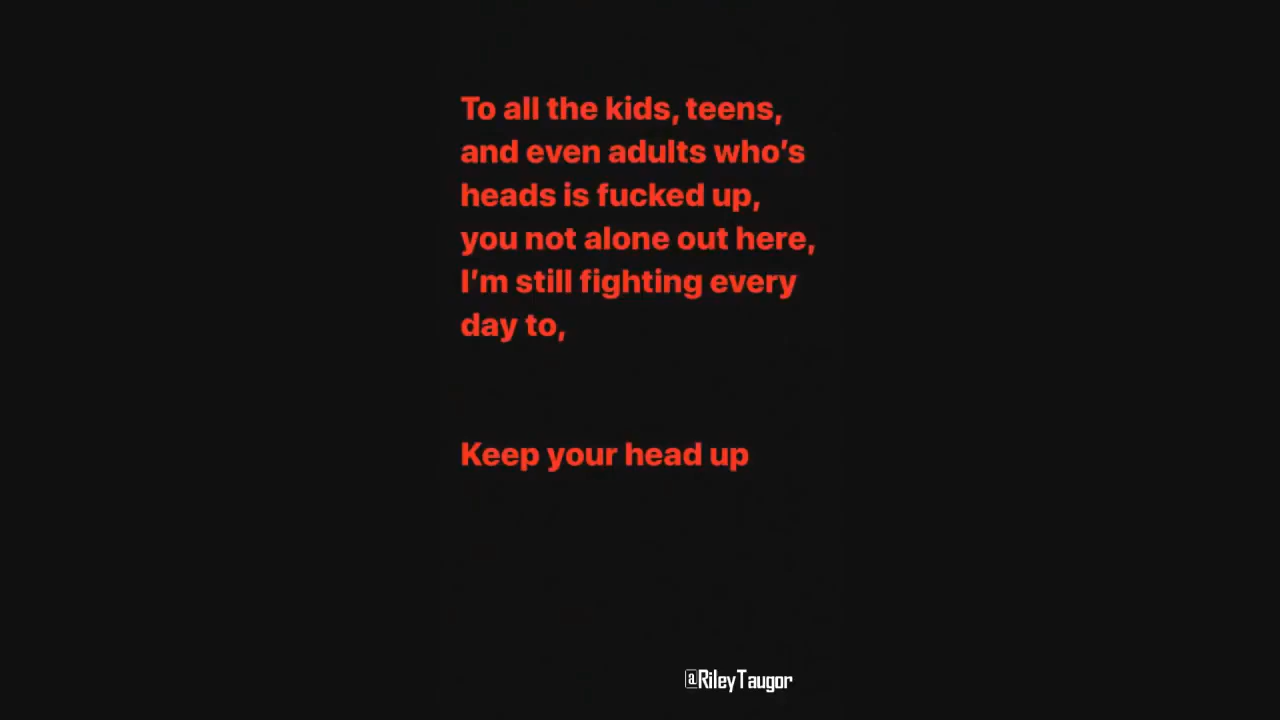 To all the kids, teens,
and even adults who's
heads is fucked up,
you not alone out here,
I'm still fighting every
day to,
Keep your head up
@RileyTaugor